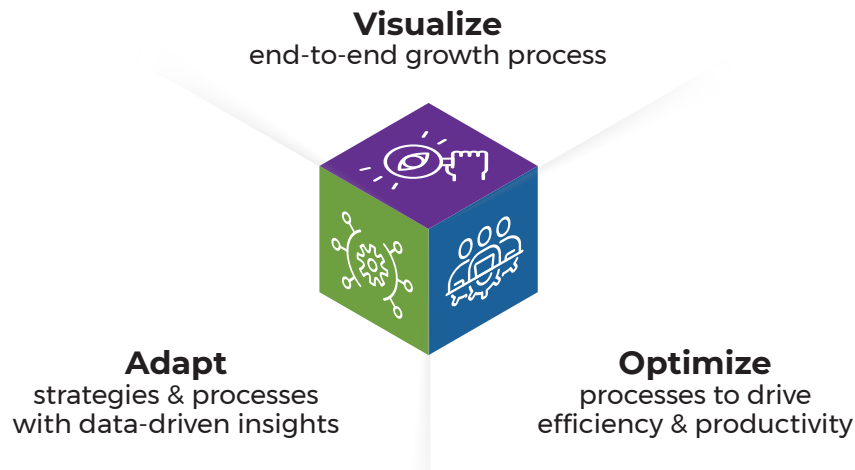 Visualize
end-to-end growth process
Adapt
strategies & processes
with data-driven insights
Optimize
processes to drive
efficiency & productivity